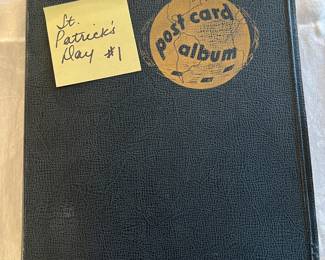 St.
Patrick's
Day #1
post card
album